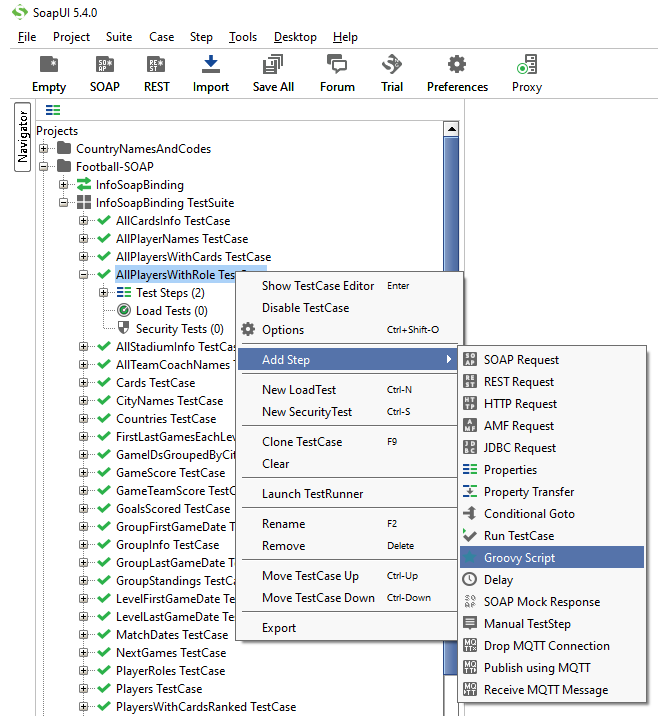 SoapUI 5.4.0
File Project Suite Case Step Tools Desktop Help
Empty SOAP REST Import Save All Forum Trial Preferences Proxy
Navigator
Projects
CountryNamesAndCodes
Football-SOAP
InfoSoapBinding
InfoSoapBinding TestSuite
AllCardsInfo TestCase
AllPlayerNames TestCase
AllPlayersWithCards TestCase
AllPlayersWithRole Tes
Test Steps (2)
Load Tests (0)
Security Tests (0)
AllStadiumInfo TestCas
AllTeamCoachNames T
Cards TestCase
CityNames TestCase
Countries TestCase
FirstLastGamesEachLev
GameIDsGroupedByCit
GameScore TestCase
GameTeamScore TestCa
GoalsScored TestCase
GroupFirstGameDate Te
GroupInfo TestCase
GroupLastGameDate Te
GroupStandings TestCa
LevelFirstGameDate Tes
LevelLastGameDate Tes
MatchDates TestCase
NextGames TestCase
PlayerRoles TestCase
Players TestCase
PlayersWithCardsRanked TestCase
Show TestCase Editor Enter
Disable TestCase
Options Ctrl+Shift-O
Add Step
New LoadTest Ctrl-N
New SecurityTest Ctrl-S
Clone TestCase F9
Clear
Launch TestRunner
Rename F2
Remove Delete
Move TestCase Up Ctrl-Up
Move TestCase Down Ctrl-Down
Export
SOAP Request
REST Request
HTTP Request
AMF Request
JDBC Request
Properties
Property Transfer
Conditional Goto
Run TestCase
Groovy Script
Delay
SOAP Mock Response
Manual TestStep
Drop MQTT Connection
Publish using MQTT
Receive MQTT Message